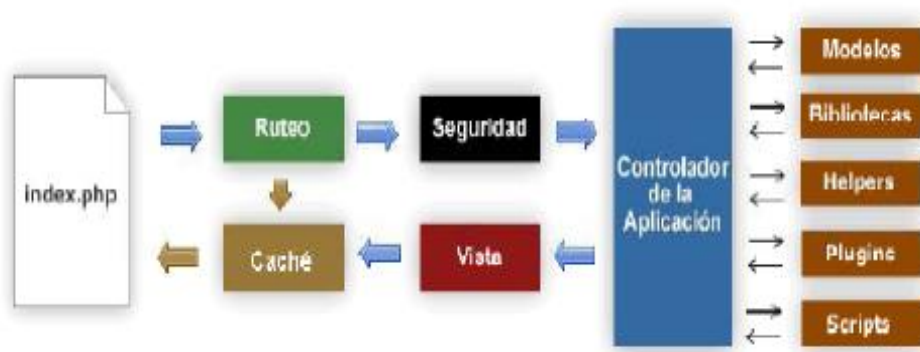 index.php
Ruteo
Seguridad
Caché
Vista
Controlador
de la
Aplicación
Modelos
Bibliotecas
Helpers
Plugins
Scripts